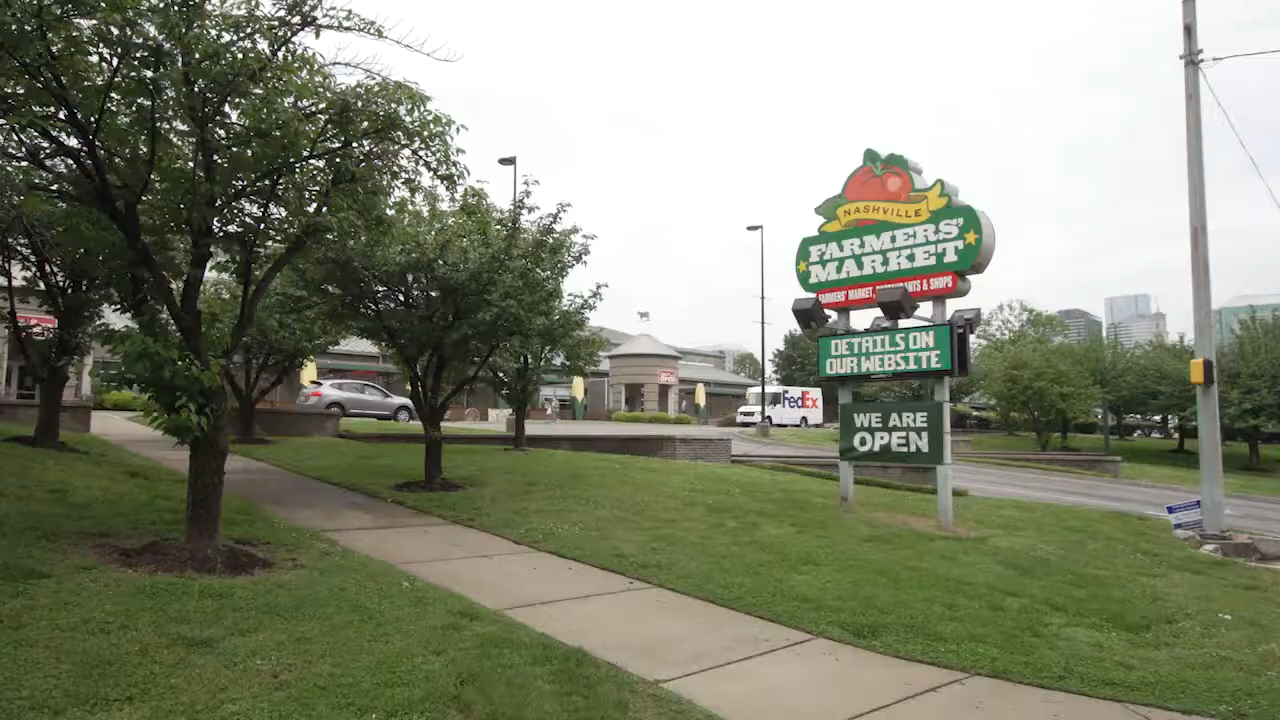 NASHVILLE
FARMERS'
MARKET
FARMERS' MARKET, RESTAURANTS & SHOPS
DETAILS ON
OUR WEBSITE
WE ARE
OPEN
FedEx